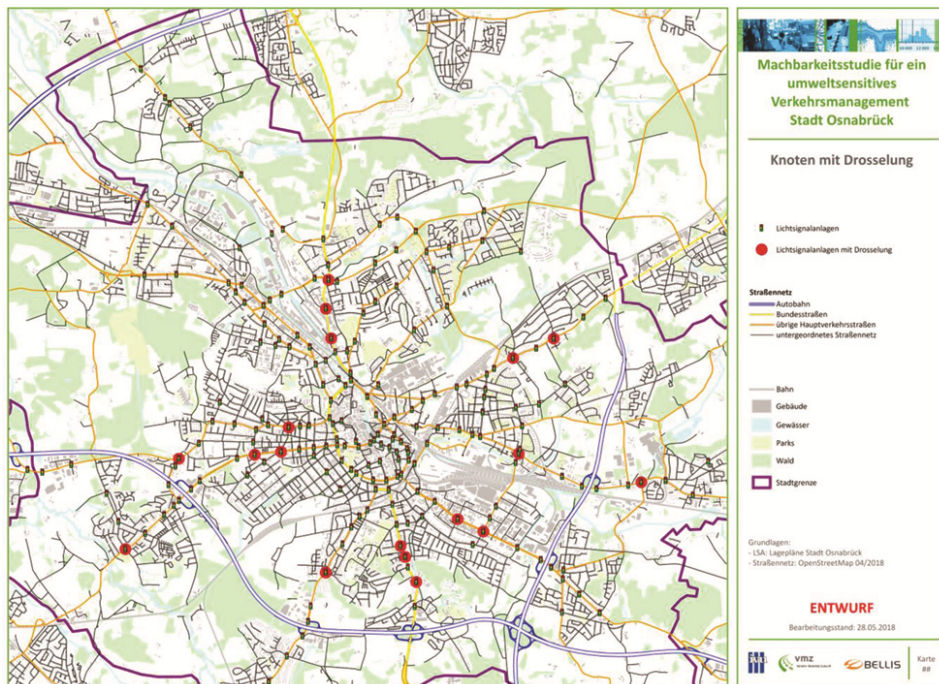 Machbarkeitsstudie für ein
umweltsensitives
Verkehrsmanagement
Stadt Osnabrück
Knoten mit Drosselung
Lichtsignalanlagen
Lichtsignalanlagen mit Drosselung
Straßennetz
Autobahn
Bundesstraßen
übrige Hauptverkehrsstraßen
untergeordnetes Straßennetz
Bahn
Gebäude
Gewässer
Parks
Wald
Stadtgrenze
Grundlagen:
- LSA: Lagepläne Stadt Osnabrück
- Straßennetz: OpenStreetMap 04/2018
ENTWURF
Bearbeitungsstand: 28.05.2018
vmz
BELLIS
Karte
##